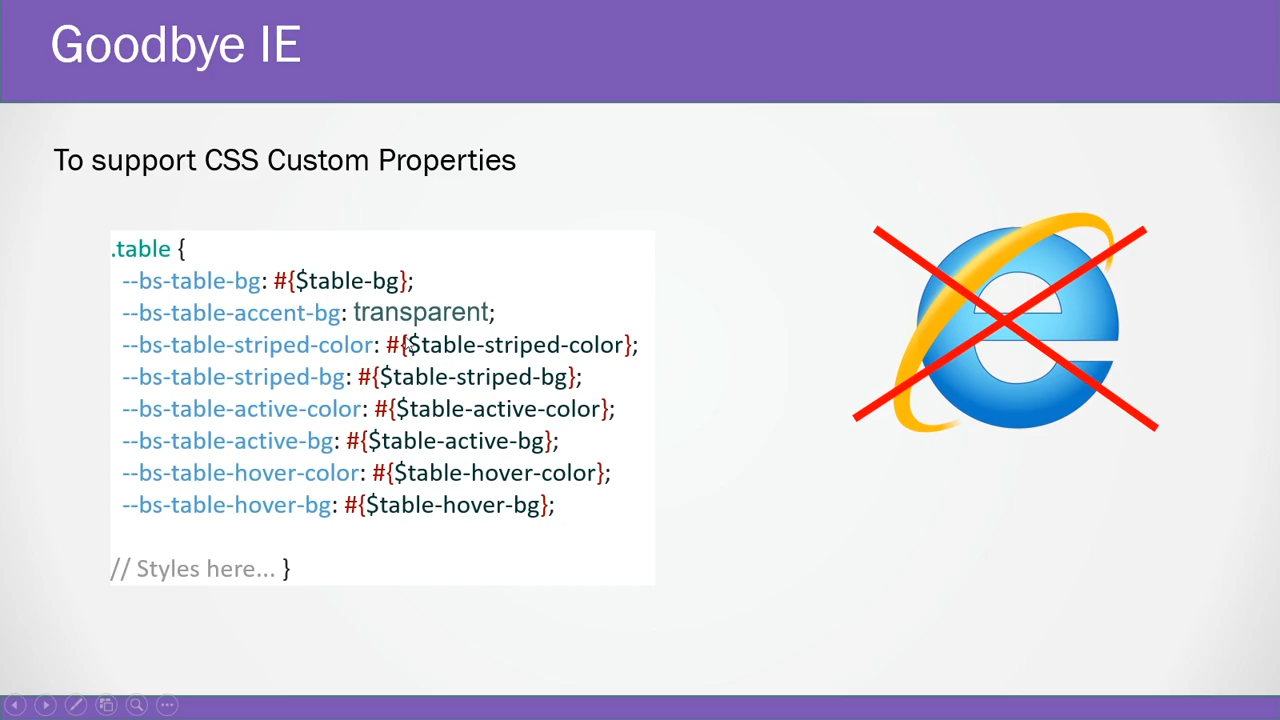 Goodbye IE
To support CSS Custom Properties
.table {
--bs-table-bg: #{$table-bg};
--bs-table-accent-bg: transparent;
--bs-table-striped-color: #{$table-striped-color};
--bs-table-striped-bg: #{$table-striped-bg};
--bs-table-active-color: #{$table-active-color};
--bs-table-active-bg: #{$table-active-bg};
--bs-table-hover-color: #{$table-hover-color};
--bs-table-hover-bg: #{$table-hover-bg};
// Styles here... }